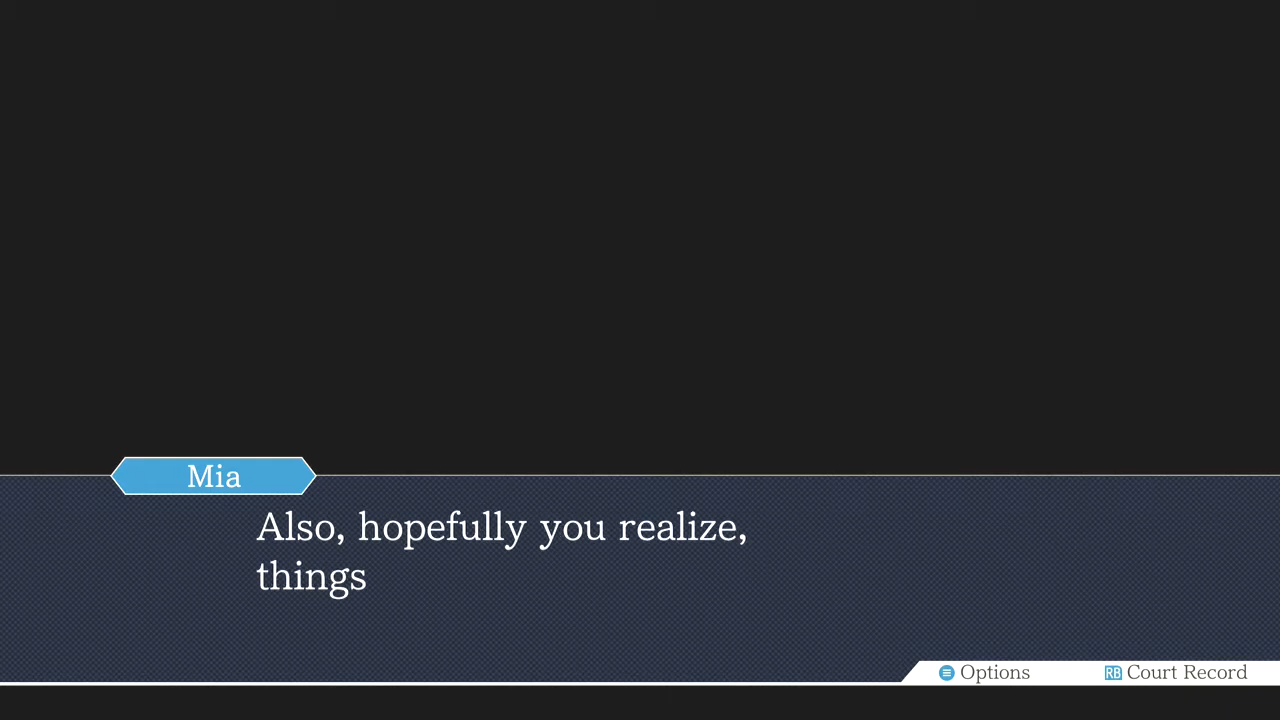 Mia
Also, hopefully you realize,
things
Options
RB Court Record